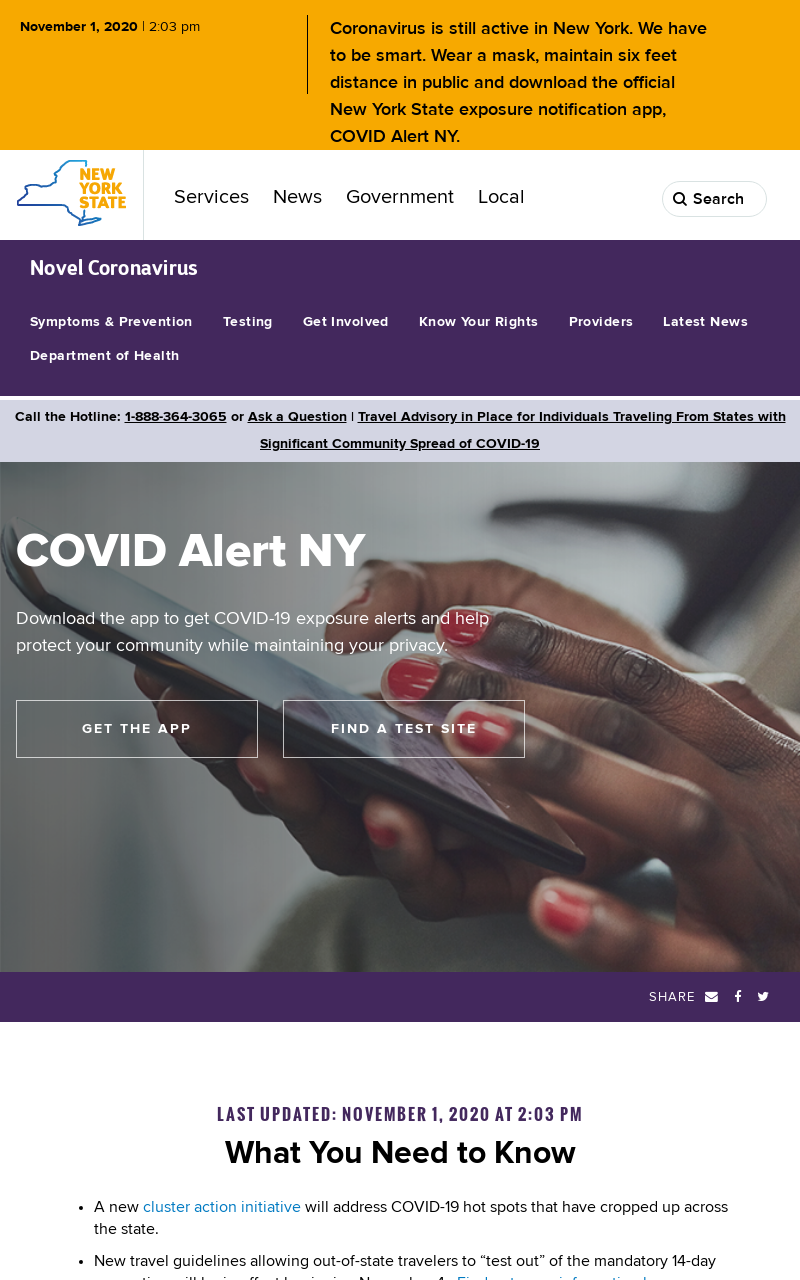 November 1, 2020 | 2:03 pm
Coronavirus is still active in New York. We have
to be smart. Wear a mask, maintain six feet
distance in public and download the official
New York State exposure notification app,
COVID Alert NY.
NEW
YORK
STATE
Services News Government Local
Search
Novel Coronavirus
Symptoms & Prevention Testing Get Involved Know Your Rights Providers Latest News
Department of Health
Call the Hotline: 1-888-364-3065 or Ask a Question | Travel Advisory in Place for Individuals Traveling From States with
Significant Community Spread of COVID-19
COVID Alert NY
Download the app to get COVID-19 exposure alerts and help
protect your community while maintaining your privacy.
GET THE APP FIND A TEST SITE
SHARE
LAST UPDATED: NOVEMBER 1, 2020 AT 2:03 PM
What You Need to Know
• A new cluster action initiative will address COVID-19 hot spots that have cropped up across
the state.
• New travel guidelines allowing out-of-state travelers to “test out” of the mandatory 14-day